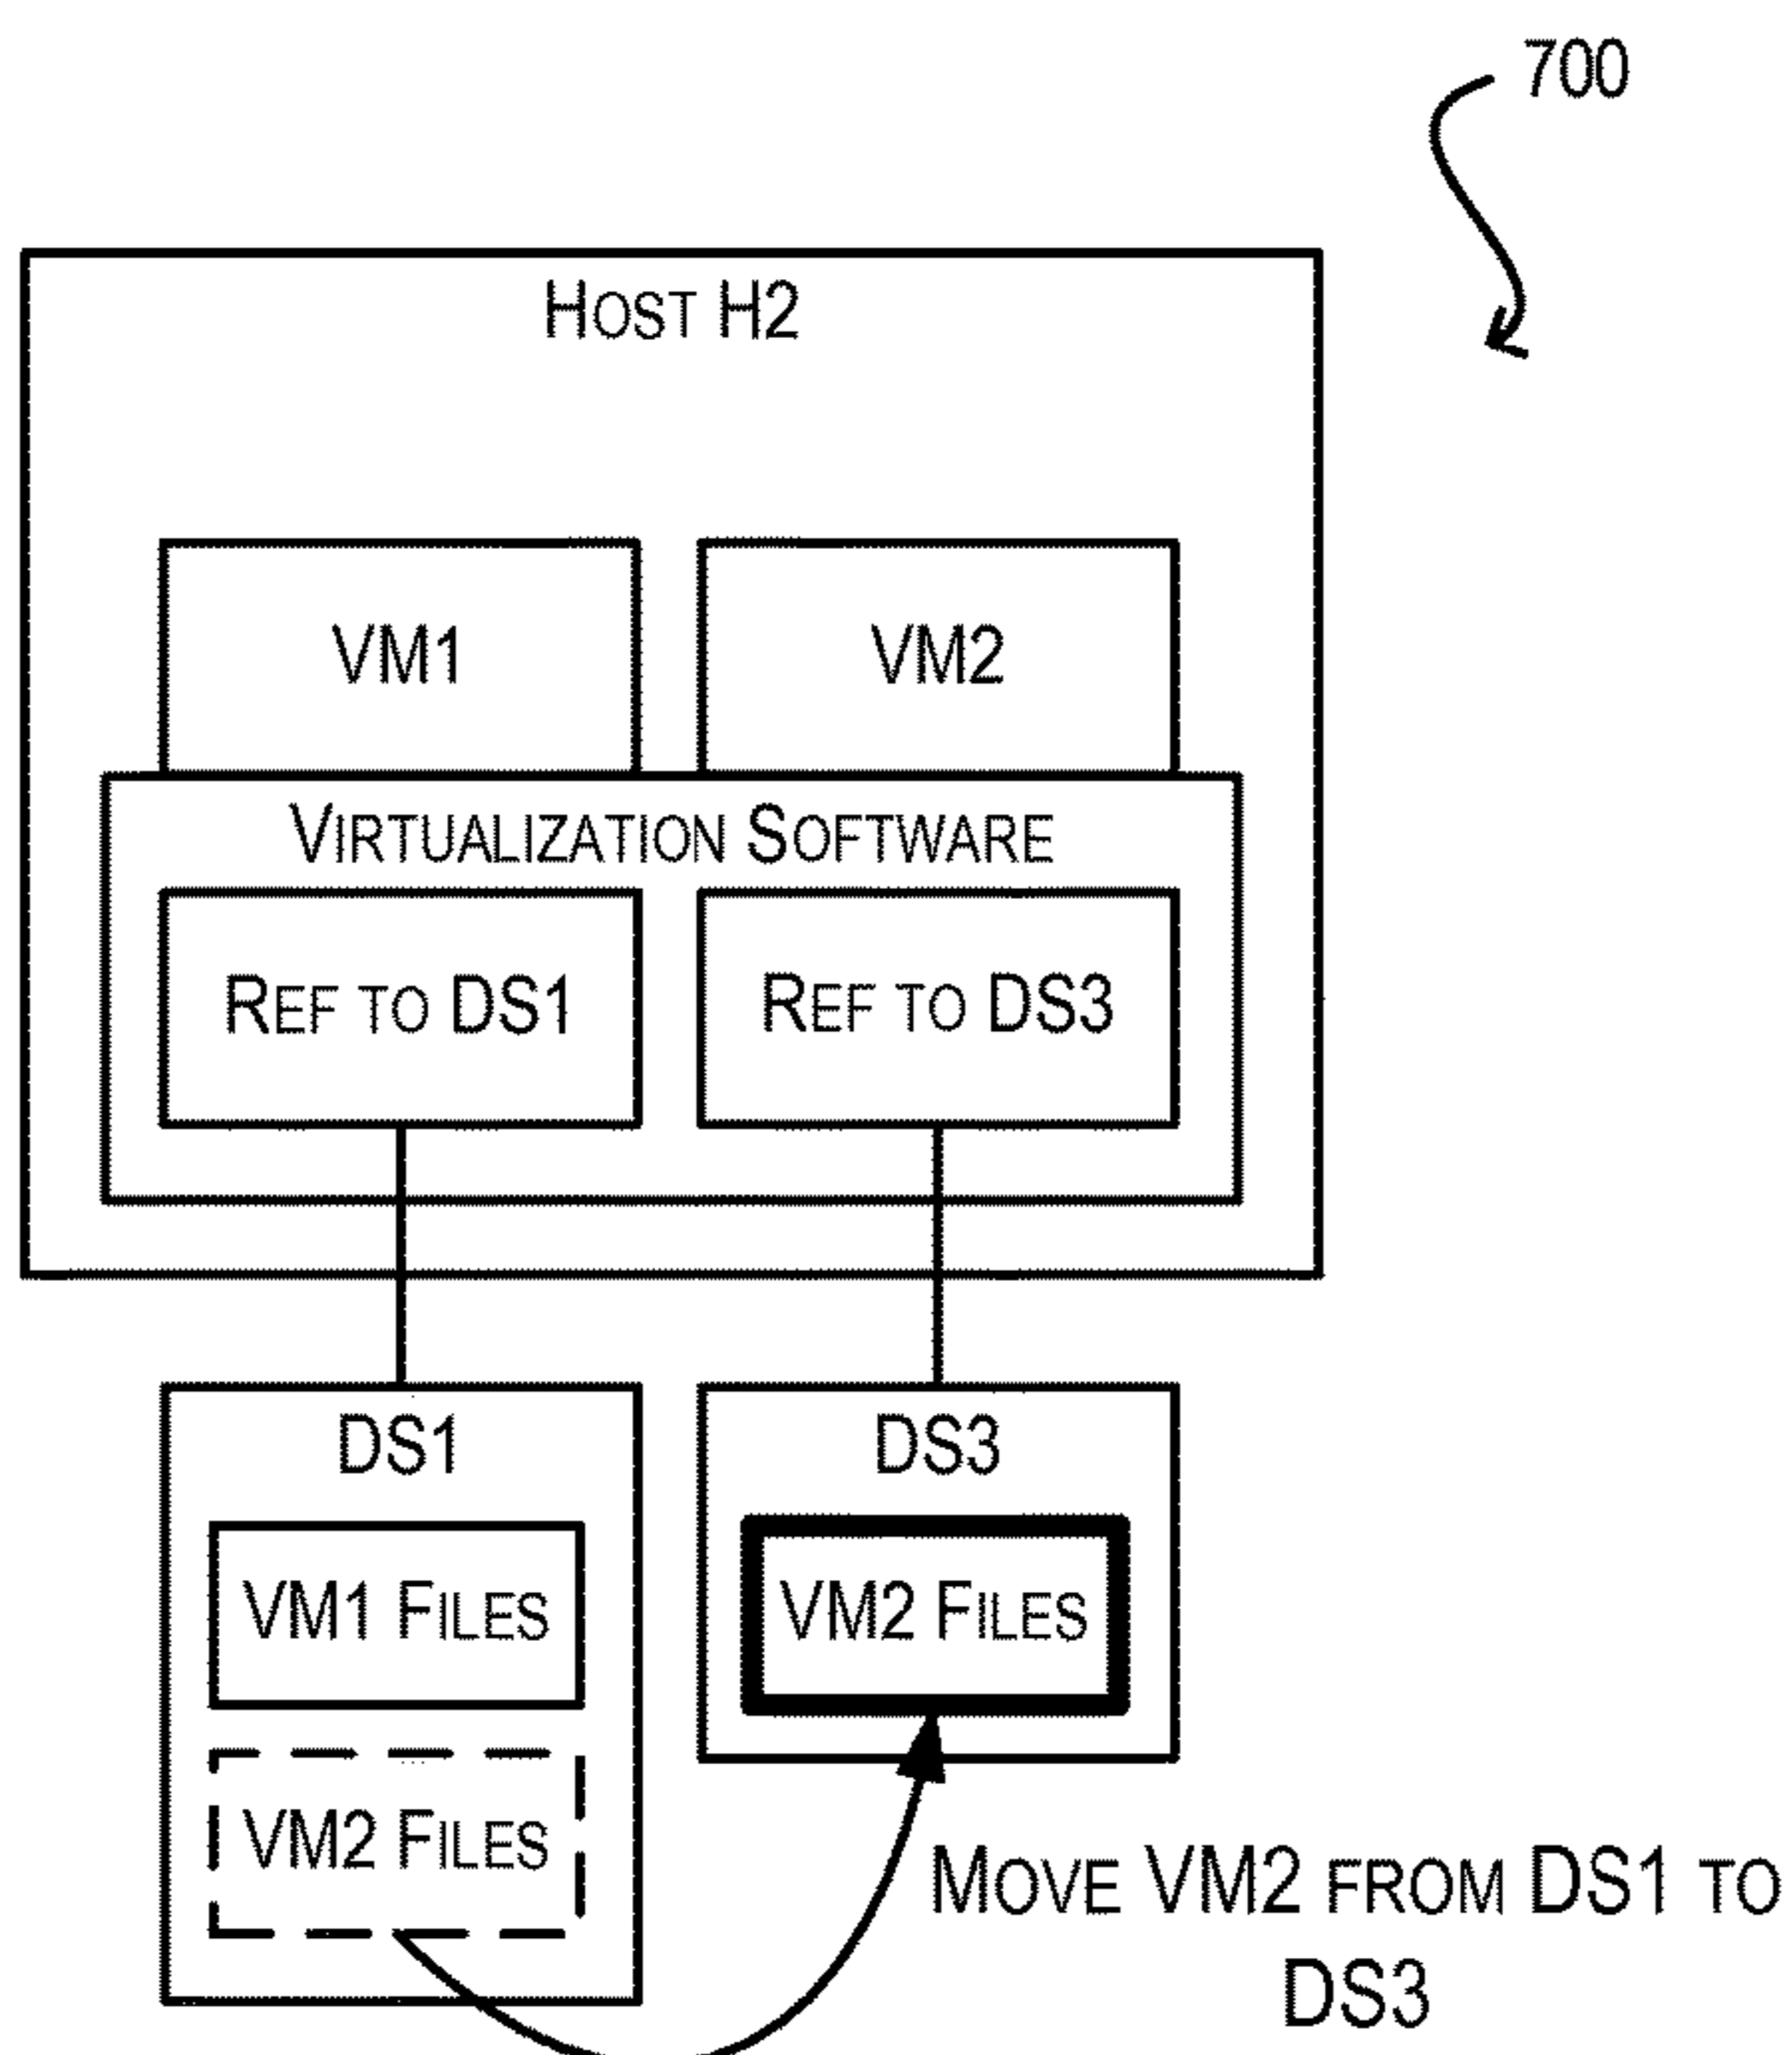 700
HOST H2
VM1 VM2
VIRTUALIZATION SOFTWARE
REF TO DS1 REF TO DS3
DS1 DS3
VM1 FILES VM2 FILES
VM2 FILES
MOVE VM2 FROM DS1 TO
DS3